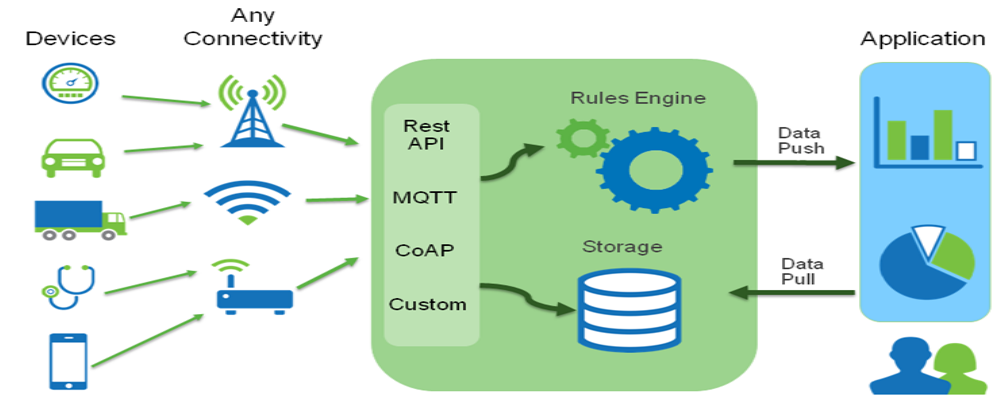 Devices
Any
Connectivity
Rest
API
MQTT
CoAP
Custom
Rules Engine
Storage
Data
Push
Data
Pull
Application